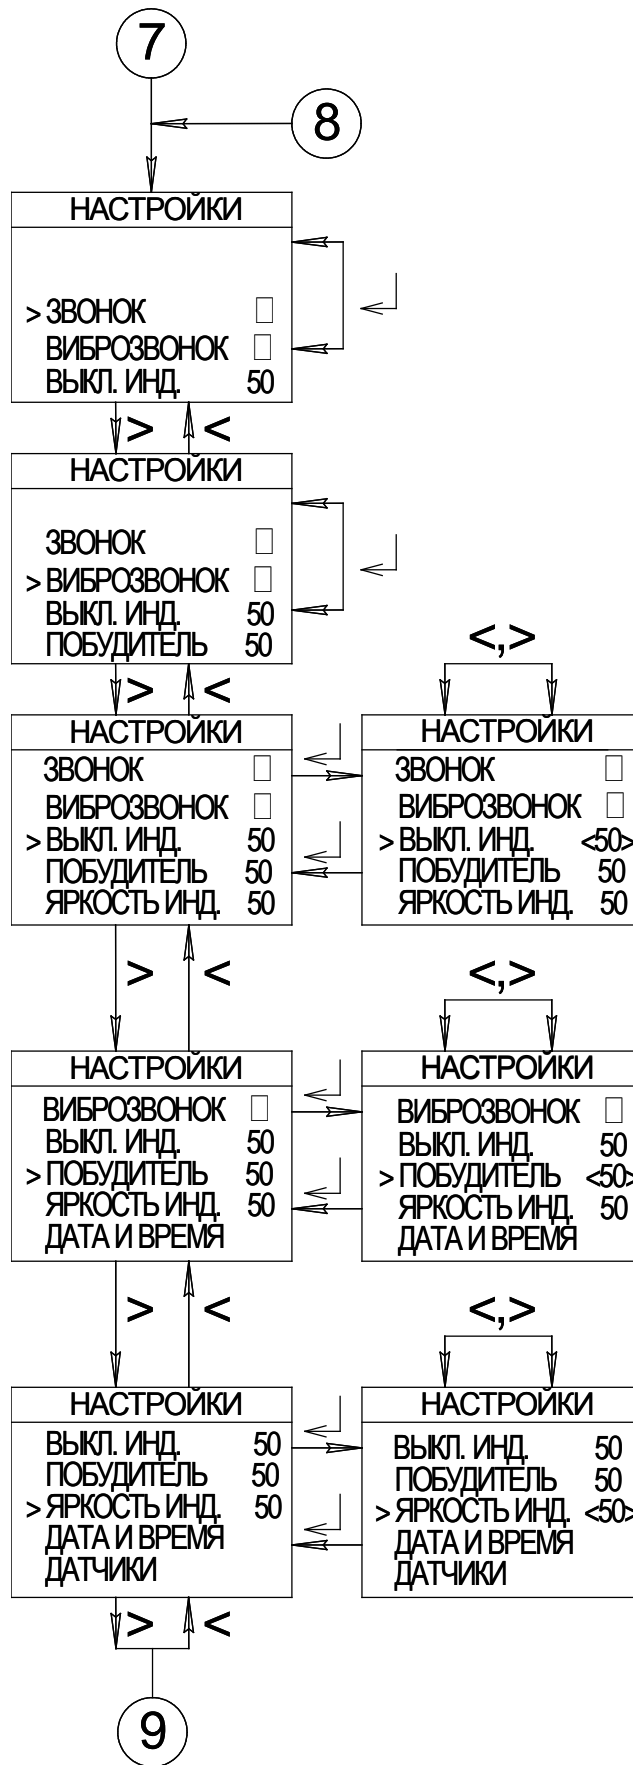 7
8
НАСТРОЙКИ
> ЗВОНОК
ВИБРОЗВОНОК
ВЫКЛ. ИНД. 50
> <
НАСТРОЙКИ
ЗВОНОК
> ВИБРОЗВОНОК
ВЫКЛ. ИНД. 50
ПОБУДИТЕЛЬ 50
> <
<,>
НАСТРОЙКИ
ЗВОНОК
ВИБРОЗВОНОК
> ВЫКЛ. ИНД. 50
ПОБУДИТЕЛЬ 50
ЯРКОСТЬ ИНД. 50
НАСТРОЙКИ
ЗВОНОК
ВИБРОЗВОНОК
> ВЫКЛ. ИНД. <50>
ПОБУДИТЕЛЬ 50
ЯРКОСТЬ ИНД. 50
> <
<,>
НАСТРОЙКИ
ВИБРОЗВОНОК
ВЫКЛ. ИНД. 50
> ПОБУДИТЕЛЬ 50
ЯРКОСТЬ ИНД. 50
ДАТА И ВРЕМЯ
НАСТРОЙКИ
ВИБРОЗВОНОК
ВЫКЛ. ИНД. 50
> ПОБУДИТЕЛЬ <50>
ЯРКОСТЬ ИНД. 50
ДАТА И ВРЕМЯ
> <
<,>
НАСТРОЙКИ
ВЫКЛ. ИНД. 50
ПОБУДИТЕЛЬ 50
> ЯРКОСТЬ ИНД. 50
ДАТА И ВРЕМЯ
ДАТЧИКИ
НАСТРОЙКИ
ВЫКЛ. ИНД. 50
ПОБУДИТЕЛЬ 50
> ЯРКОСТЬ ИНД. <50>
ДАТА И ВРЕМЯ
ДАТЧИКИ
> <
9